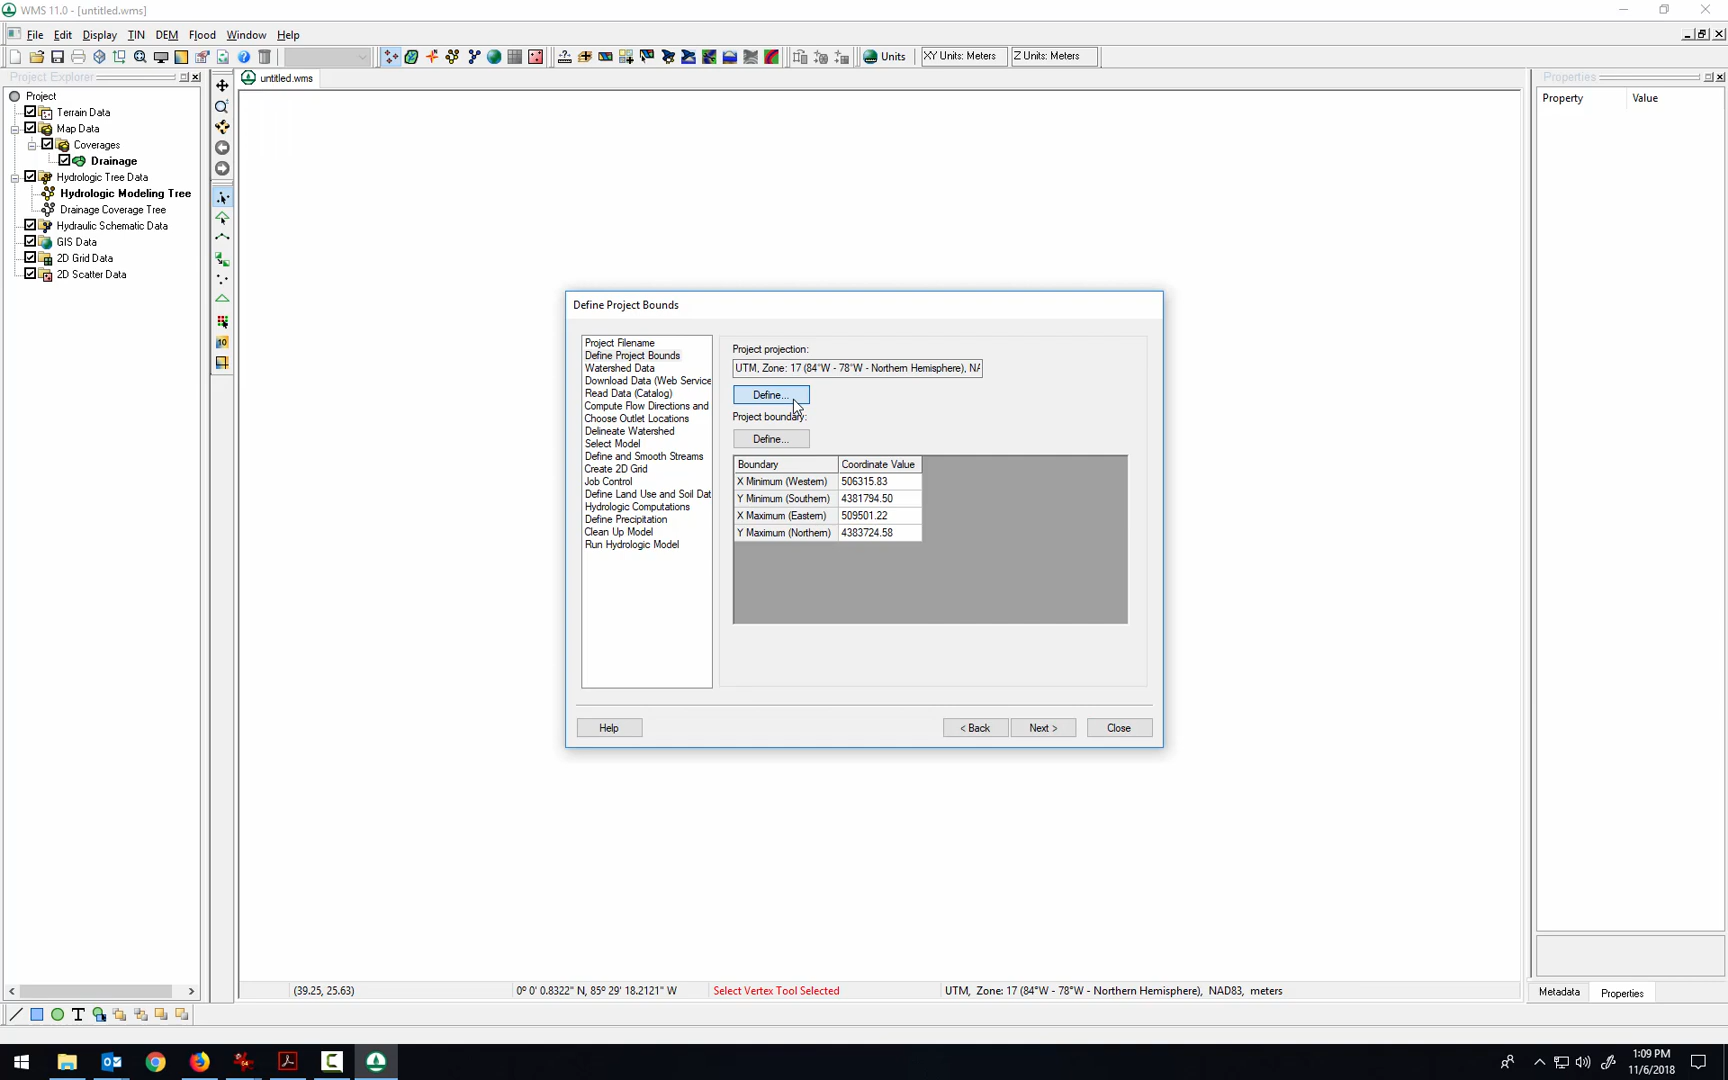 WMS 11.0 - [untitled.wms]
File Edit Display TIN DEM Flood Window Help
Units XY Units: Meters Z Units: Meters
Project Explorer
untitled.wms
Properties
Project
Property Value
Terrain Data
Map Data
Coverages
Drainage
Hydrologic Tree Data
Hydrologic Modeling Tree
Drainage Coverage Tree
Hydraulic Schematic Data
GIS Data
2D Grid Data
2D Scatter Data
10
Define Project Bounds
Project Filename
Define Project Bounds
Watershed Data
Download Data (Web Service
Read Data (Catalog)
Compute Flow Directions and
Choose Outlet Locations
Delineate Watershed
Select Model
Define and Smooth Streams
Create 2D Grid
Job Control
Define Land Use and Soil Dat
Hydrologic Computations
Define Precipitation
Clean Up Model
Run Hydrologic Model
Project projection:
UTM, Zone: 17 (84°W - 78°W - Northern Hemisphere), NA
Define...
Project boundary:
Define...
Boundary Coordinate Value
X Minimum (Western) 506315.83
Y Minimum (Southern) 4381794.50
X Maximum (Eastern) 509501.22
Y Maximum (Northern) 4383724.58
Help < Back Next > Close
(39.25, 25.63) 0º 0' 0.8322" N, 85º 29' 18.2121" W Select Vertex Tool Selected UTM, Zone: 17 (84°W - 78°W - Northern Hemisphere), NAD83, meters
Metadata Properties
T
1:09 PM
11/6/2018